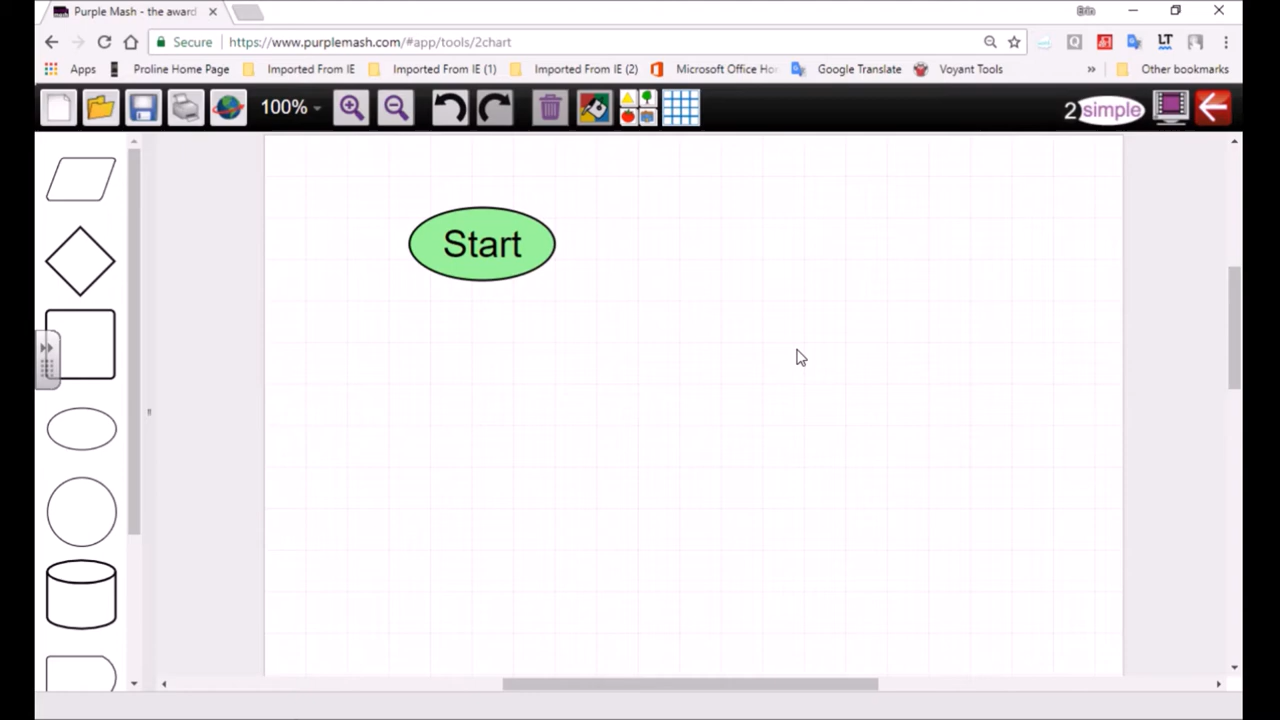 Purple Mash - the award
Erin
Secure
https://www.purplemash.com/#app/tools/2chart
Apps
Proline Home Page
Imported From IE
Imported From IE (1)
Imported From IE (2)
Microsoft Office Ho
Google Translate
Voyant Tools
»
Other bookmarks
100%
2simple
Q
LT
Start